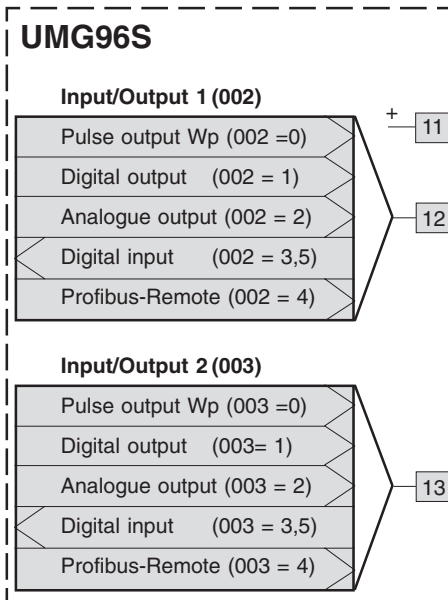 UMG96S
Input/Output 1 (002)
+
11
Pulse output Wp (002 =0)
Digital output (002 = 1)
Analogue output (002 = 2)
12
Digital input (002 = 3,5)
Profibus-Remote (002 = 4)
Input/Output 2 (003)
Pulse output Wp (003 =0)
Digital output (003= 1)
Analogue output (003 = 2)
13
Digital input (003 = 3,5)
Profibus-Remote (003 = 4)